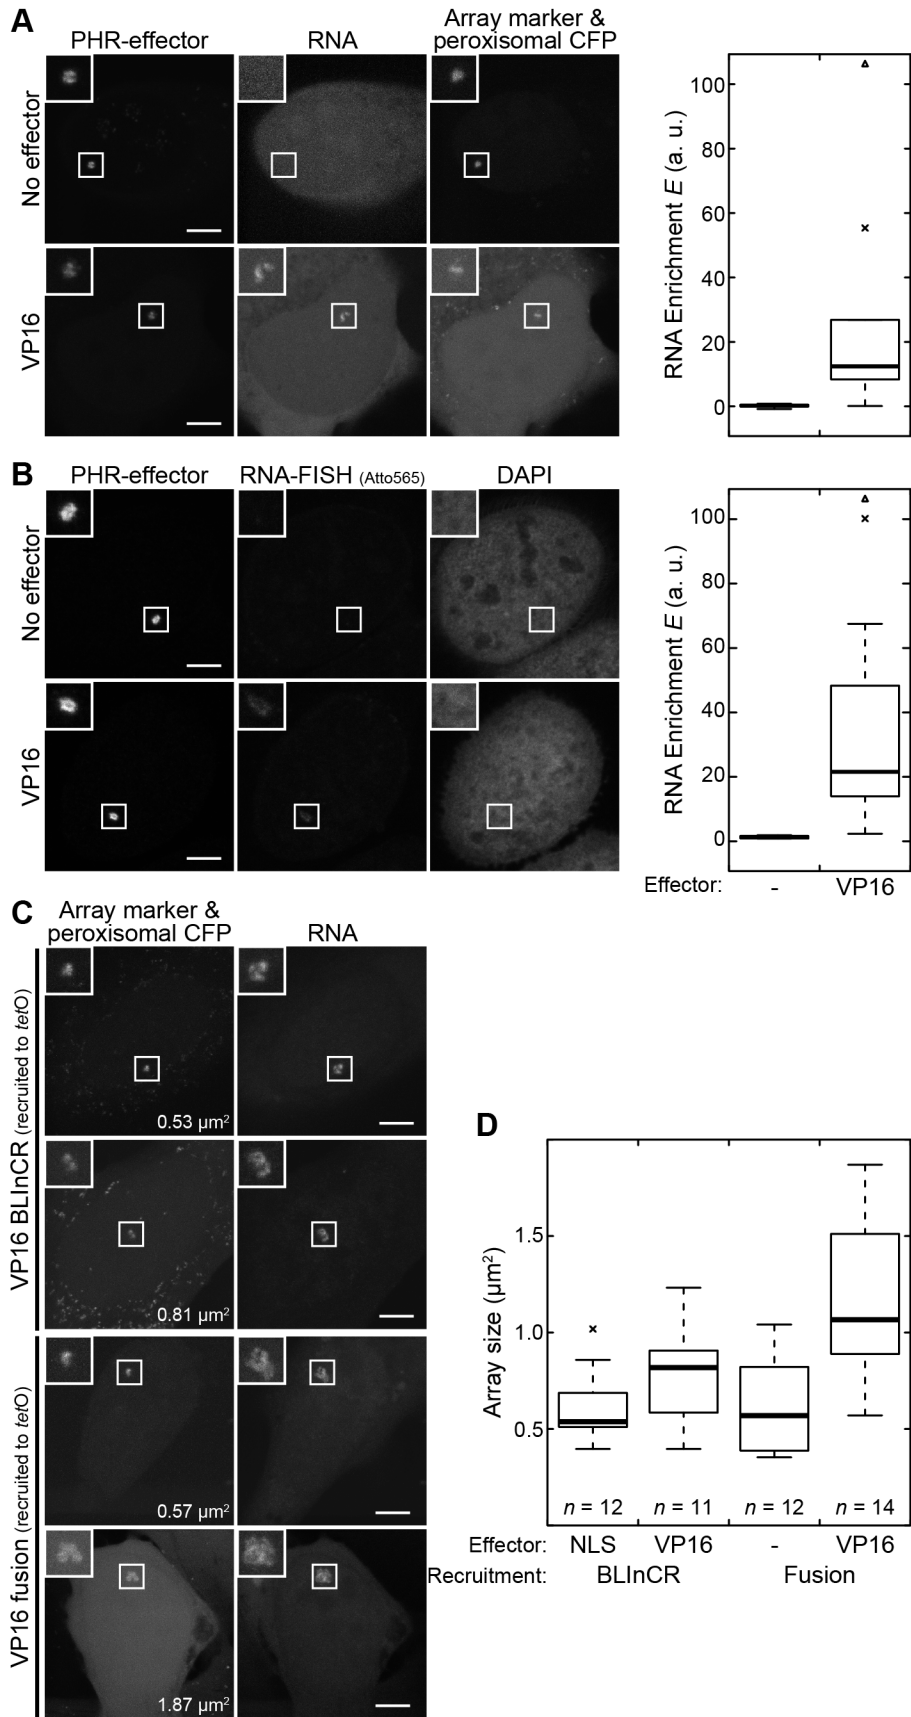 A
PHR-effector
RNA
Array marker &
peroxisomal CFP
No effector
VP16
RNA Enrichment E (a. u.)
100
80
60
40
20
0
B
PHR-effector
RNA-FISH (Atto565)
DAPI
No effector
VP16
RNA Enrichment E (a. u.)
100
80
60
40
20
0
Effector:
-
VP16
C
Array marker &
peroxisomal CFP
RNA
VP16 BLInCR (recruited to tetO)
0.53 µm²
0.81 µm²
VP16 fusion (recruited to tetO)
0.57 µm²
1.87 µm²
D
Array size (µm²)
1.5
1.0
0.5
n = 12
n = 11
n = 12
n = 14
Effector:
NLS
VP16
-
VP16
Recruitment:
BLInCR
Fusion